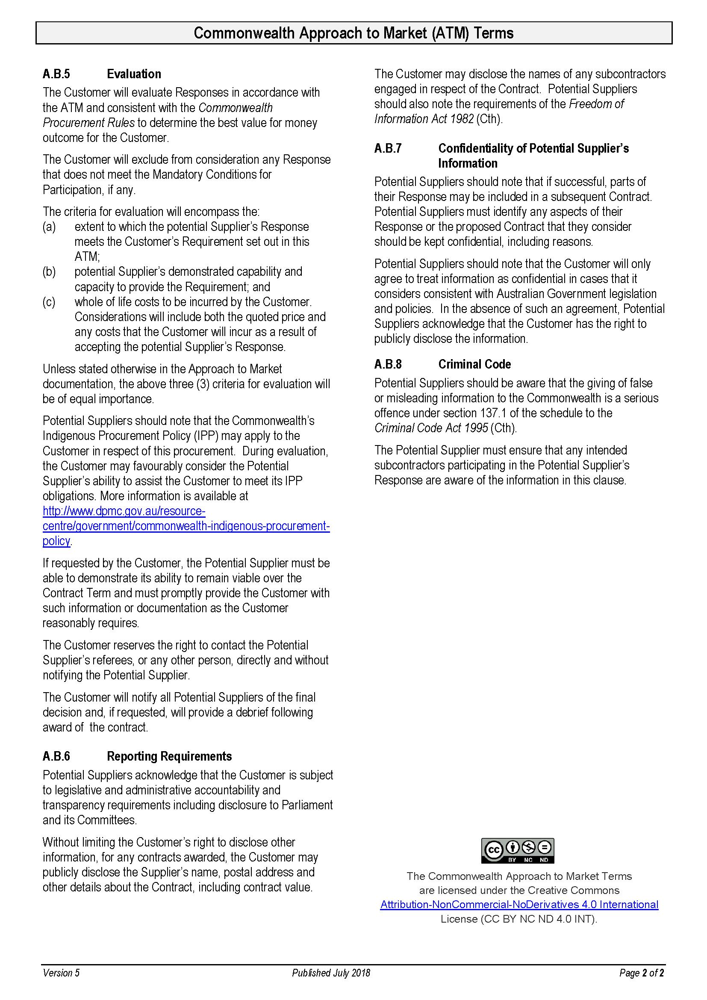 Commonwealth Approach to Market (ATM) Terms
A.B.5 Evaluation
The Customer will evaluate Responses in accordance with
the ATM and consistent with the Commonwealth
Procurement Rules to determine the best value for money
outcome for the Customer.
The Customer will exclude from consideration any Response
that does not meet the Mandatory Conditions for
Participation, if any.
The criteria for evaluation will encompass the:
(a) extent to which the potential Supplier’s Response
meets the Customer’s Requirement set out in this
ATM;
(b) potential Supplier’s demonstrated capability and
capacity to provide the Requirement; and
(c) whole of life costs to be incurred by the Customer.
Considerations will include both the quoted price and
any costs that the Customer will incur as a result of
accepting the potential Supplier’s Response.
Unless stated otherwise in the Approach to Market
documentation, the above three (3) criteria for evaluation will
be of equal importance.
Potential Suppliers should note that the Commonwealth’s
Indigenous Procurement Policy (IPP) may apply to the
Customer in respect of this procurement.  During evaluation,
the Customer may favourably consider the Potential
Supplier’s ability to assist the Customer to meet its IPP
obligations. More information is available at
http://www.dpmc.gov.au/resource-
centre/government/commonwealth-indigenous-procurement-
policy.
If requested by the Customer, the Potential Supplier must be
able to demonstrate its ability to remain viable over the
Contract Term and must promptly provide the Customer with
such information or documentation as the Customer
reasonably requires.
The Customer reserves the right to contact the Potential
Supplier’s referees, or any other person, directly and without
notifying the Potential Supplier.
The Customer will notify all Potential Suppliers of the final
decision and, if requested, will provide a debrief following
award of  the contract.
A.B.6 Reporting Requirements
Potential Suppliers acknowledge that the Customer is subject
to legislative and administrative accountability and
transparency requirements including disclosure to Parliament
and its Committees.
Without limiting the Customer’s right to disclose other
information, for any contracts awarded, the Customer may
publicly disclose the Supplier’s name, postal address and
other details about the Contract, including contract value.
The Customer may disclose the names of any subcontractors
engaged in respect of the Contract.  Potential Suppliers
should also note the requirements of the Freedom of
Information Act 1982 (Cth).
A.B.7 Confidentiality of Potential Supplier’s
Information
Potential Suppliers should note that if successful, parts of
their Response may be included in a subsequent Contract.
Potential Suppliers must identify any aspects of their
Response or the proposed Contract that they consider
should be kept confidential, including reasons.
Potential Suppliers should note that the Customer will only
agree to treat information as confidential in cases that it
considers consistent with Australian Government legislation
and policies.  In the absence of such an agreement, Potential
Suppliers acknowledge that the Customer has the right to
publicly disclose the information.
A.B.8 Criminal Code
Potential Suppliers should be aware that the giving of false
or misleading information to the Commonwealth is a serious
offence under section 137.1 of the schedule to the
Criminal Code Act 1995 (Cth).
The Potential Supplier must ensure that any intended
subcontractors participating in the Potential Supplier’s
Response are aware of the information in this clause.
cc BY NC ND
The Commonwealth Approach to Market Terms
are licensed under the Creative Commons
Attribution-NonCommercial-NoDerivatives 4.0 International
License (CC BY NC ND 4.0 INT).
Version 5 Published July 2018 Page 2 of 2